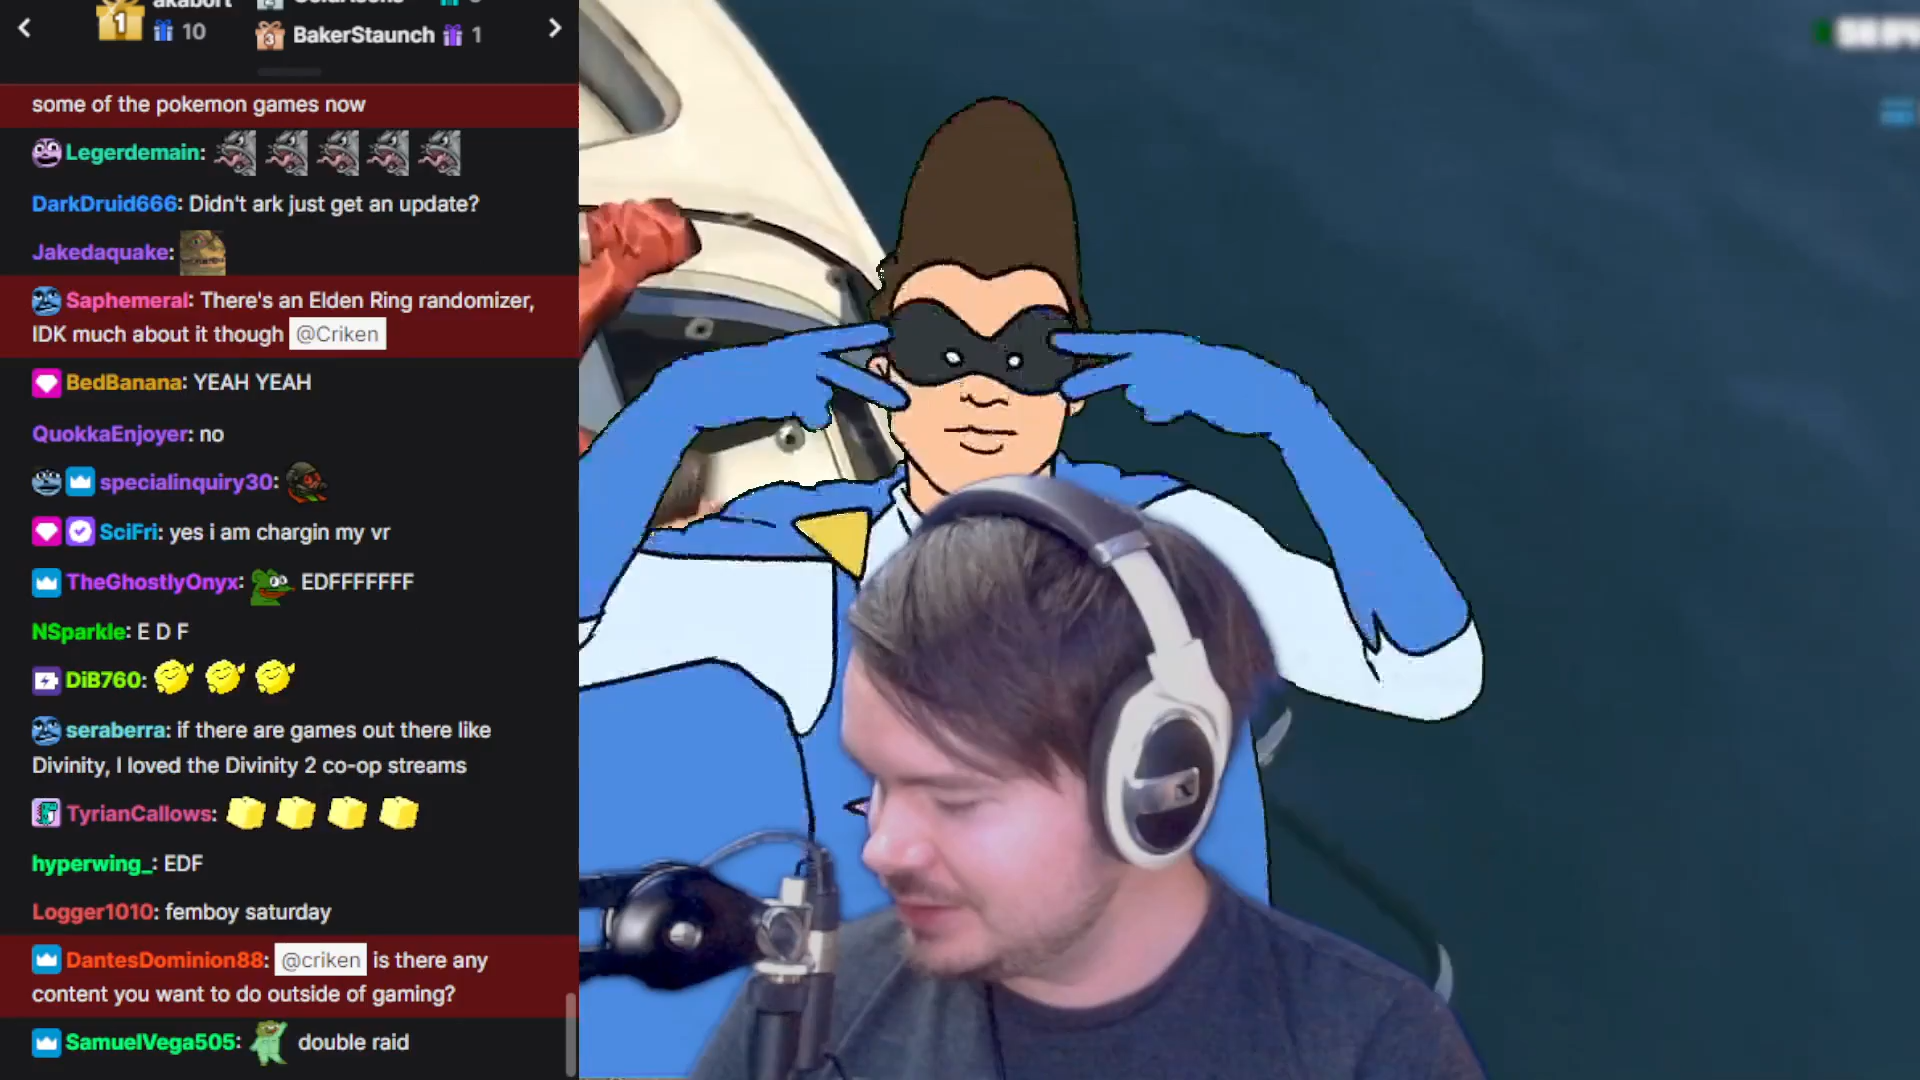 10
1
3 BakerStaunch 1
some of the pokemon games now
Legerdemain:
DarkDruid666: Didn't ark just get an update?
Jakedaquake:
Saphemeral: There's an Elden Ring randomizer,
IDK much about it though @Criken
BedBanana: YEAH YEAH
QuokkaEnjoyer: no
specialinquiry30:
SciFri: yes i am chargin my vr
TheGhostlyOnyx: EDFFFFFFF
NSparkle: E D F
DiB760:
seraberra: if there are games out there like
Divinity, I loved the Divinity 2 co-op streams
TyrianCallows:
hyperwing_: EDF
Logger1010: femboy saturday
DantesDominion88: @criken is there any
content you want to do outside of gaming?
SamuelVega505: double raid